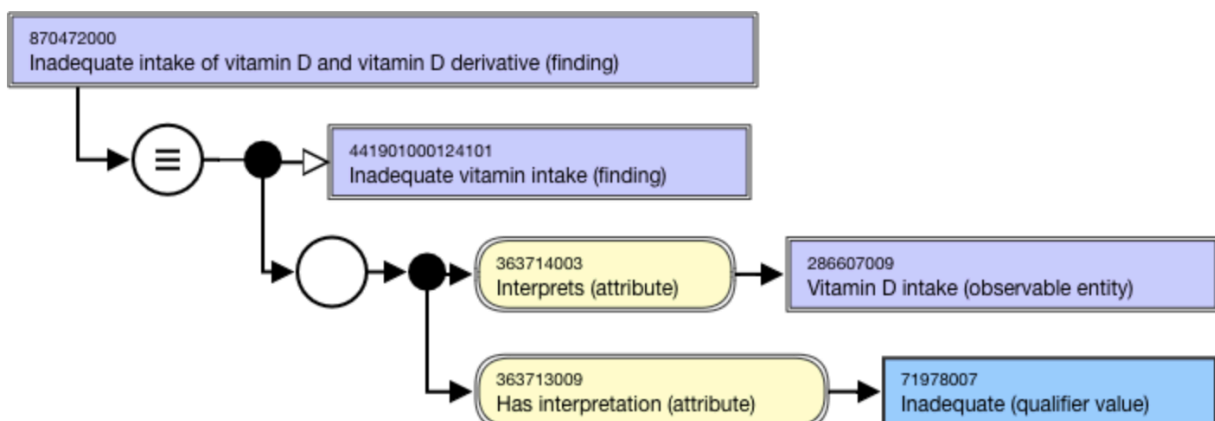 870472000
Inadequate intake of vitamin D and vitamin D derivative (finding)
441901000124101
Inadequate vitamin intake (finding)
363714003
Interprets (attribute)
286607009
Vitamin D intake (observable entity)
363713009
Has interpretation (attribute)
71978007
Inadequate (qualifier value)